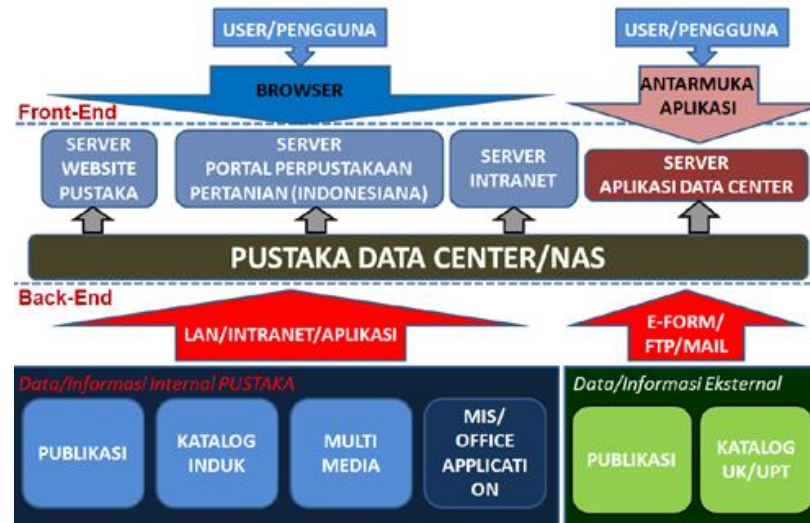 USER/PENGGUNA
USER/PENGGUNA
BROWSER
ANTARMUKA
APLIKASI
Front-End
SERVER
WEBSITE
PUSTAKA
SERVER
PORTAL PERPUSTAKAAN
PERTANIAN (INDONESIANA)
SERVER
INTRANET
SERVER
APLIKASI DATA CENTER
PUSTAKA DATA CENTER/NAS
Back-End
LAN/INTRANET/APLIKASI
E-FORM/
FTP/MAIL
Data/Informasi Internal PUSTAKA
PUBLIKASI
KATALOG
INDUK
MULTI
MEDIA
MIS/
OFFICE
APPLICATI
ON
Data/Informasi Eksternal
PUBLIKASI
KATALOG
UK/UPT